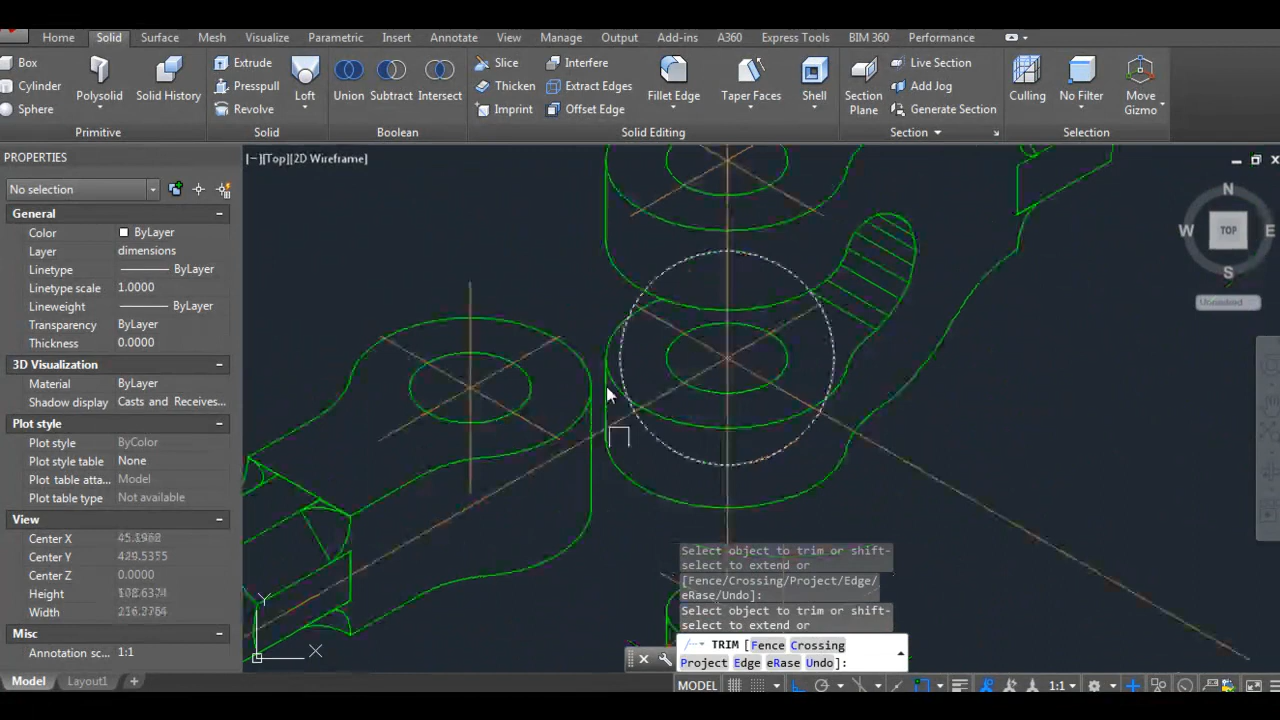 Home Solid Surface Mesh Visualize Parametric Insert Annotate View Manage Output Add-ins A360 Express Tools BIM 360 Performance
Box
Cylinder
Sphere
Polysolid
Solid History
Primitive
Extrude
Presspull
Revolve
Loft
Solid
Union Subtract Intersect
Boolean
Slice
Thicken
Imprint
Interfere
Extract Edges
Offset Edge
Fillet Edge
Taper Faces
Shell
Solid Editing
Section
Plane
Live Section
Add Jog
Generate Section
Section
Culling
No Filter
Move
Gizmo
Selection
PROPERTIES
No selection
General
Color ByLayer
Layer dimensions
Linetype ByLayer
Linetype scale 1.0000
Lineweight ByLayer
Transparency ByLayer
Thickness 0.0000
3D Visualization
Material ByLayer
Shadow display Casts and Receives...
Plot style
Plot style ByColor
Plot style table None
Plot table atta... Model
Plot table type Not available
View
Center X
Center Y
Center Z 0.0000
Height
Width
Misc
Annotation scale 1:1
[−][Top][2D Wireframe]
N
W TOP E
S
Unnamed
Y
X
Select object to trim or shift-
select to extend or
[Fence/Crossing/Project/Edge/
eRase/Undo]:
Select object to trim or shift-
select to extend or
TRIM [Fence Crossing
Project Edge eRase Undo]:
Model Layout1 +
MODEL 1:1